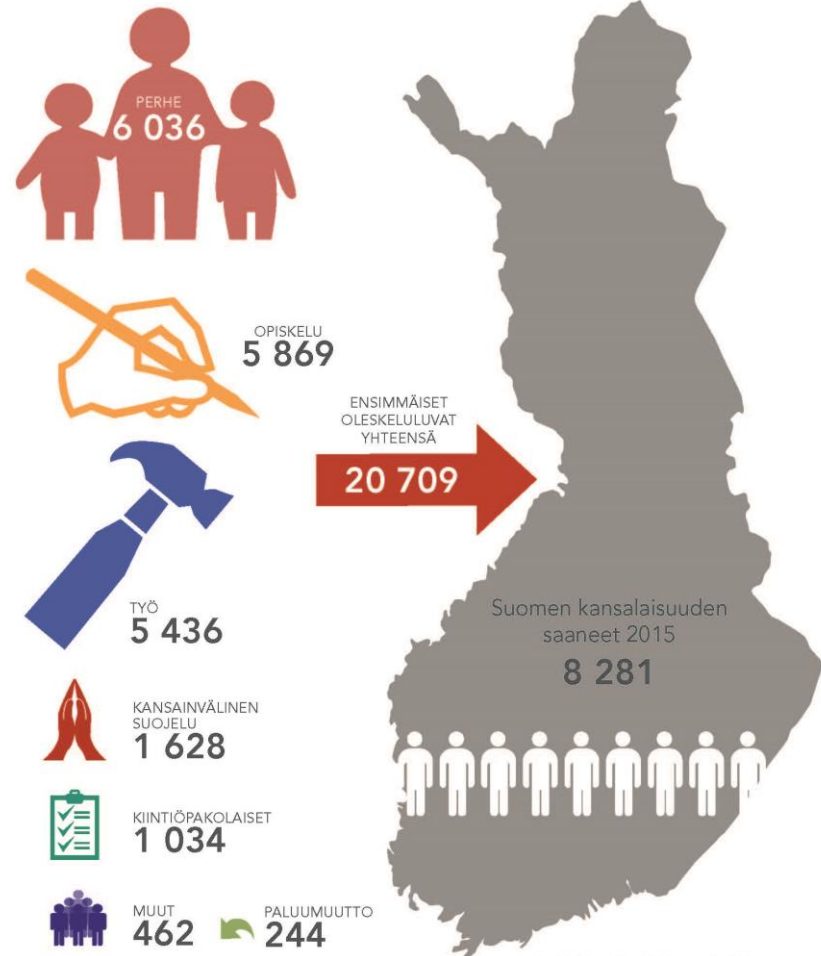 PERHE
6 036
OPISKELU
5 869
ENSIMMÄISET
OLESKELULUVAT
YHTEENSÄ
20 709
TYÖ
5 436
Suomen kansalaisuuden
saaneet 2015
8 281
KANSAINVÄLINEN
SUOJELU
1 628
KIINTIÖPAKOLAISET
1 034
MUUT
462
PALUUMUUTTO
244